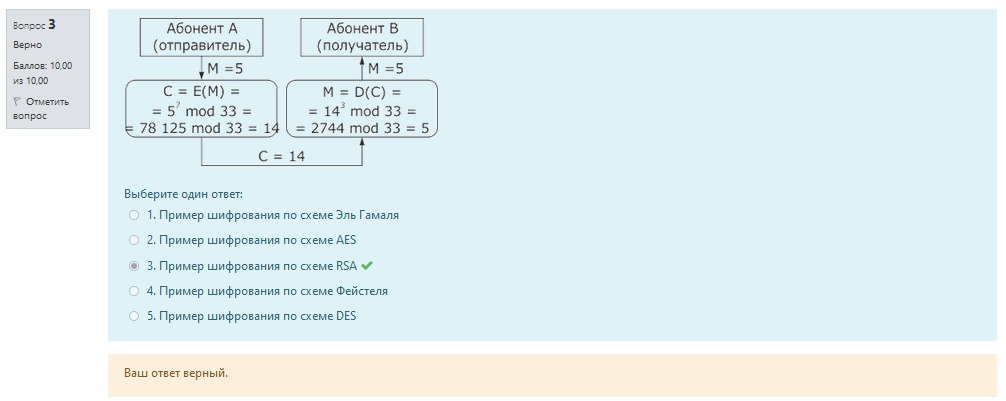 Вопрос 3
Верно
Баллов: 10,00
из 10,00
Отметить
вопрос
Абонент А
(отправитель)
Абонент В
(получатель)
M =5
M =5
C = E(M) =
= 5⁷ mod 33 =
= 78 125 mod 33 = 14
M = D(C) =
= 14³ mod 33 =
= 2744 mod 33 = 5
C = 14
Выберите один ответ:
1. Пример шифрования по схеме Эль Гамаля
2. Пример шифрования по схеме AES
3. Пример шифрования по схеме RSA
4. Пример шифрования по схеме Фейстеля
5. Пример шифрования по схеме DES
Ваш ответ верный.